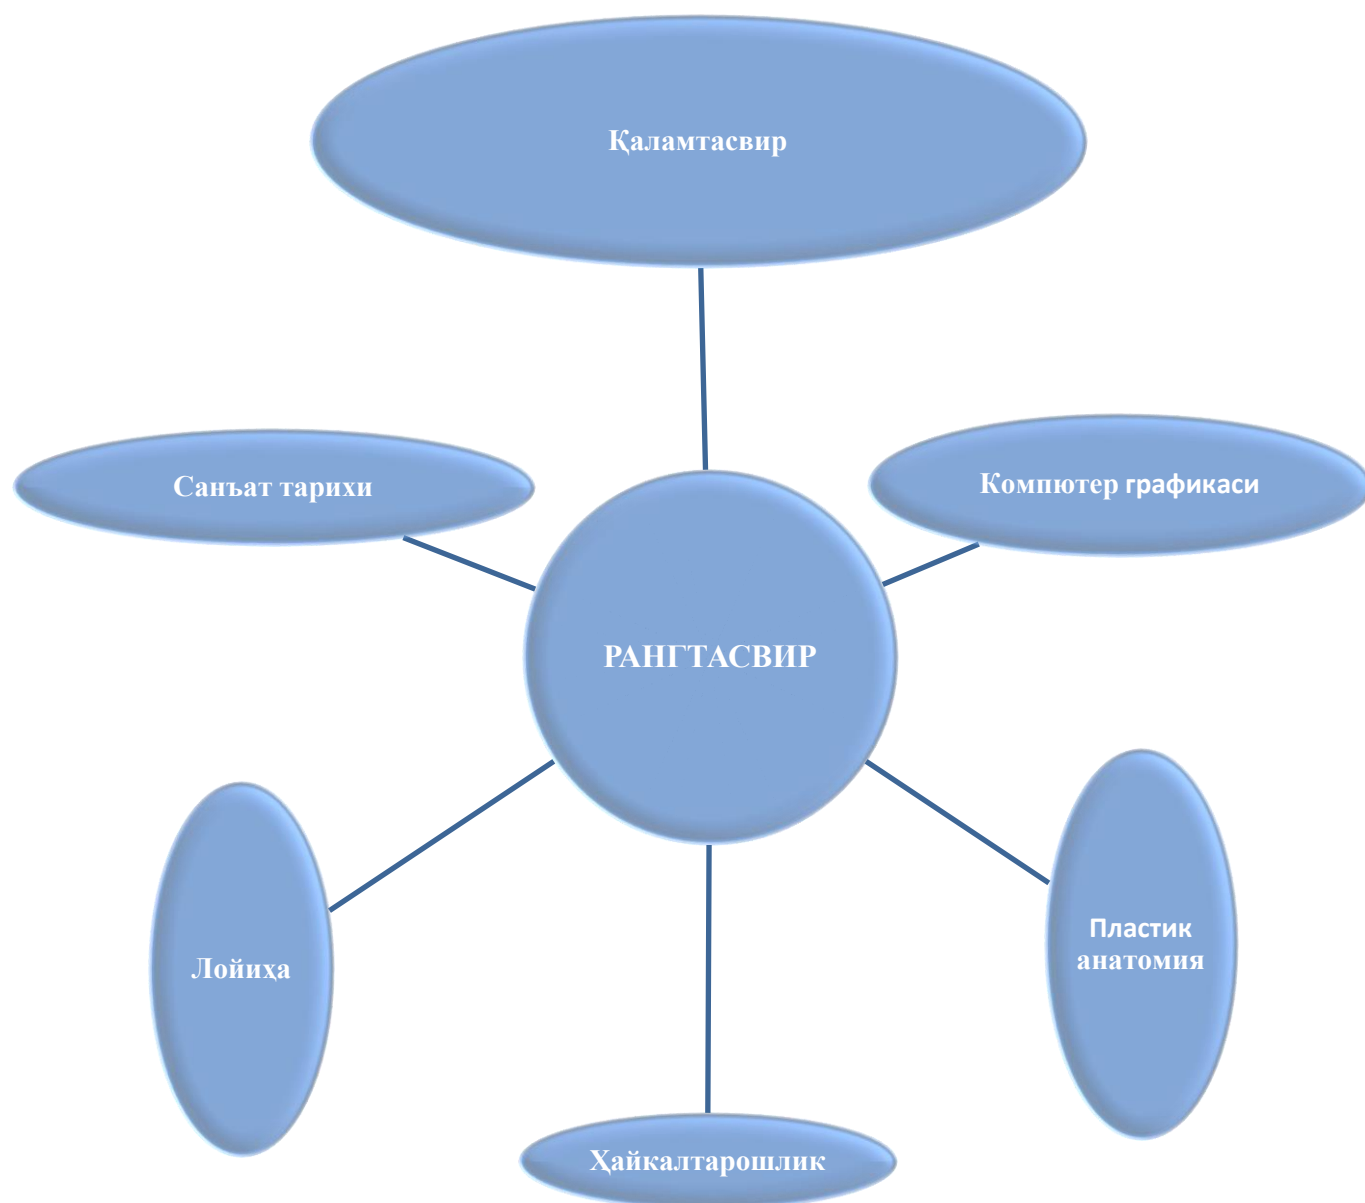 Қаламтасвир
Санъат тарихи
Компютер графикаси
РАНГТАСВИР
Лойиҳа
Пластик
анатомия
Ҳайкалтарошлик